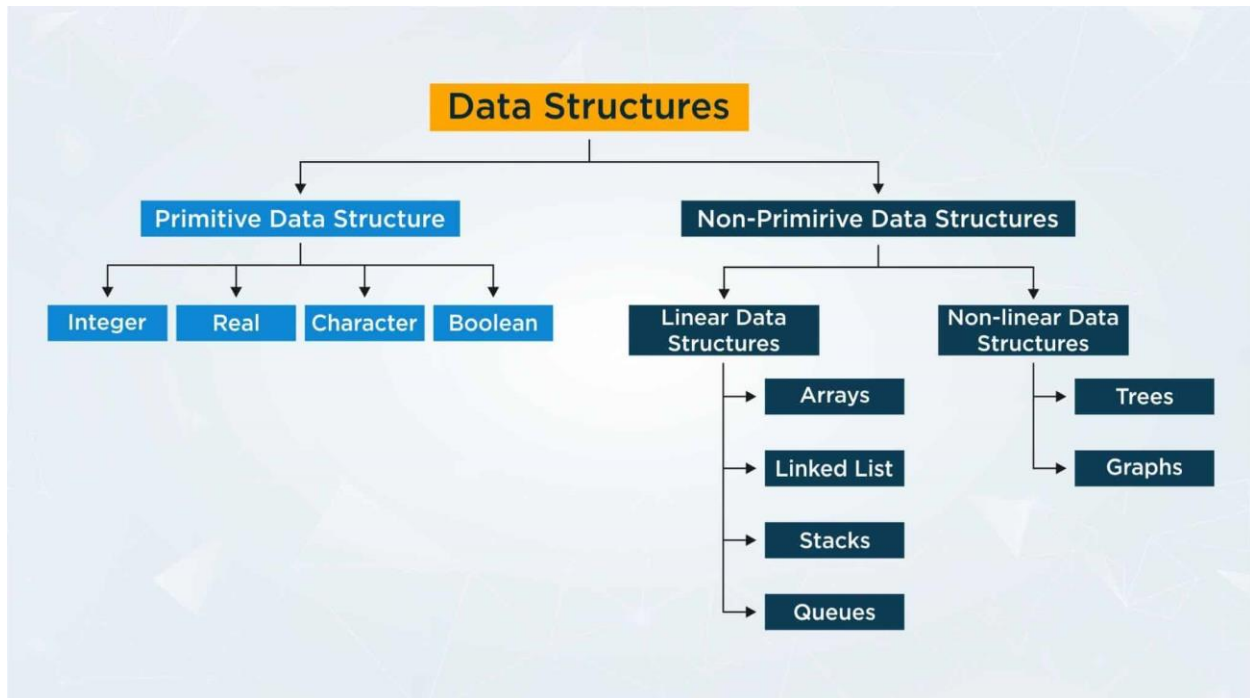 Data Structures
Primitive Data Structure
Non-Primirive Data Structures
Integer
Real
Character
Boolean
Linear Data
Structures
Non-linear Data
Structures
Arrays
Linked List
Stacks
Queues
Trees
Graphs